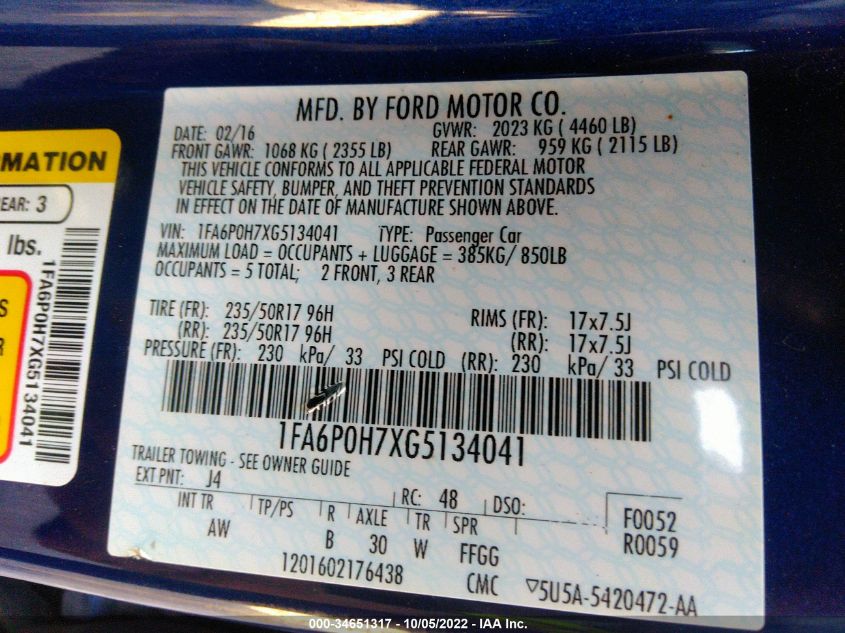 MFD. BY FORD MOTOR CO.
DATE: 02/16 GVWR: 2023 KG ( 4460 LB)
FRONT GAWR: 1068 KG ( 2355 LB) REAR GAWR: 959 KG ( 2115 LB)
THIS VEHICLE CONFORMS TO ALL APPLICABLE FEDERAL MOTOR
VEHICLE SAFETY, BUMPER, AND THEFT PREVENTION STANDARDS
IN EFFECT ON THE DATE OF MANUFACTURE SHOWN ABOVE.
VIN: 1FA6P0H7XG5134041 TYPE: Passenger Car
MAXIMUM LOAD = OCCUPANTS + LUGGAGE = 385KG/ 850LB
OCCUPANTS = 5 TOTAL; 2 FRONT, 3 REAR
TIRE (FR): 235/50R17 96H RIMS (FR): 17x7.5J
(RR): 235/50R17 96H (RR): 17x7.5J
PRESSURE (FR): 230 kPa/ 33 PSI COLD (RR): 230 kPa/ 33 PSI COLD
1FA6P0H7XG5134041
TRAILER TOWING - SEE OWNER GUIDE
EXT PNT: J4 RC: 48 DSO: F0052
INT TR TP/PS R AXLE TR SPR R0059
AW B 30 W FFGG
1201602176438 CMC ▽5U5A-5420472-AA
RMATION
EAR: 3
lbs.
S
R
1FA6P0H7XG5134041
000-34651317 - 10/05/2022 - IAA Inc.